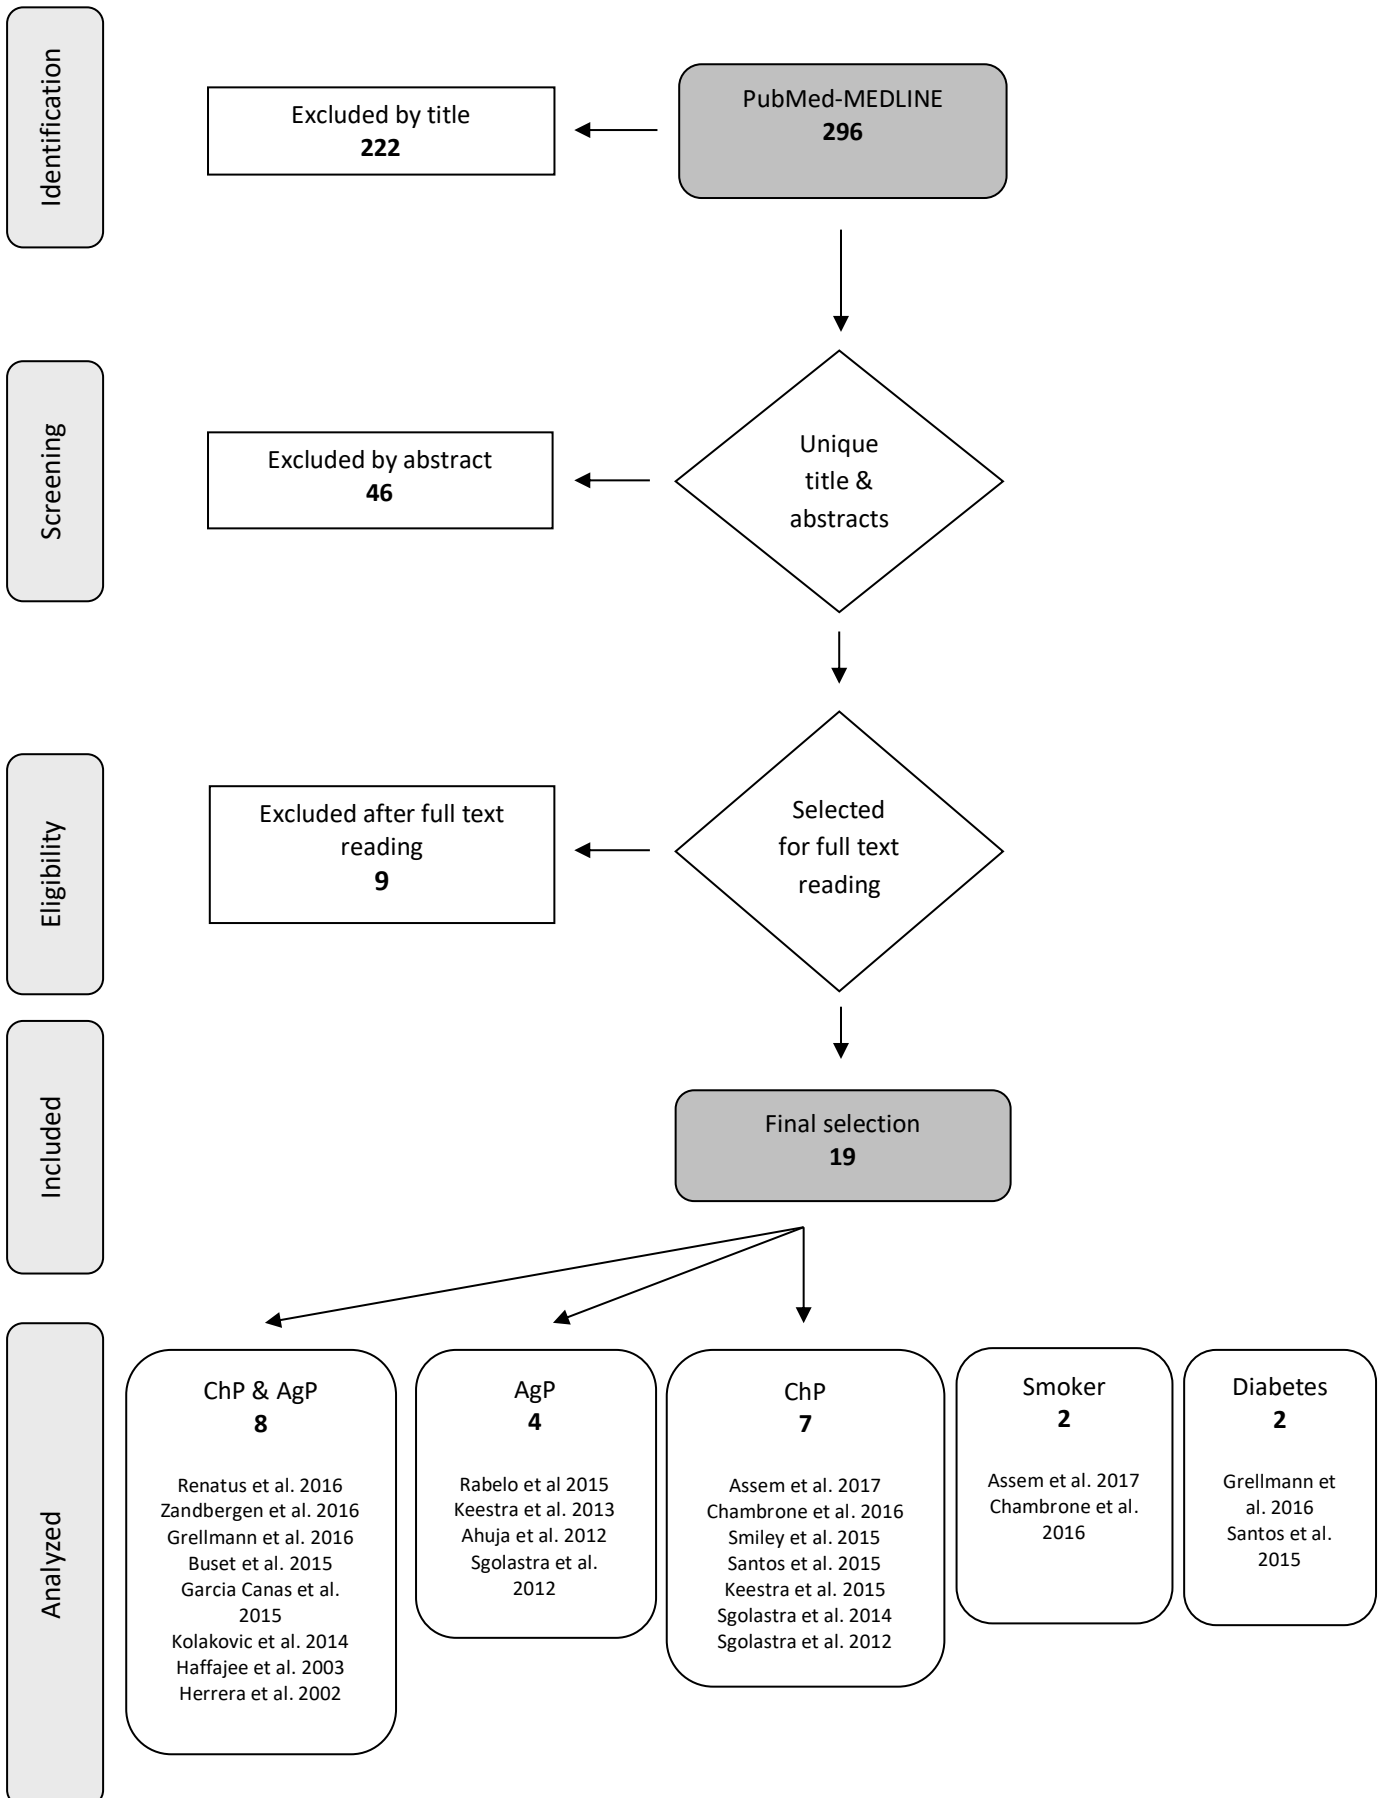 Identification
Excluded by title
222
PubMed-MEDLINE
296
Screening
Excluded by abstract
46
Unique
title &
abstracts
Eligibility
Excluded after full text
reading
9
Selected
for full text
reading
Included
Final selection
19
Analyzed
ChP & AgP
8
Renatus et al. 2016
Zandbergen et al. 2016
Grellmann et al. 2016
Buset et al. 2015
Garcia Canas et al.
2015
Kolakovic et al. 2014
Haffajee et al. 2003
Herrera et al. 2002
AgP
4
Rabelo et al 2015
Keestra et al. 2013
Ahuja et al. 2012
Sgolastra et al.
2012
ChP
7
Assem et al. 2017
Chambrone et al. 2016
Smiley et al. 2015
Santos et al. 2015
Keestra et al. 2015
Sgolastra et al. 2014
Sgolastra et al. 2012
Smoker
2
Assem et al. 2017
Chambrone et al.
2016
Diabetes
2
Grellmann et
al. 2016
Santos et al.
2015